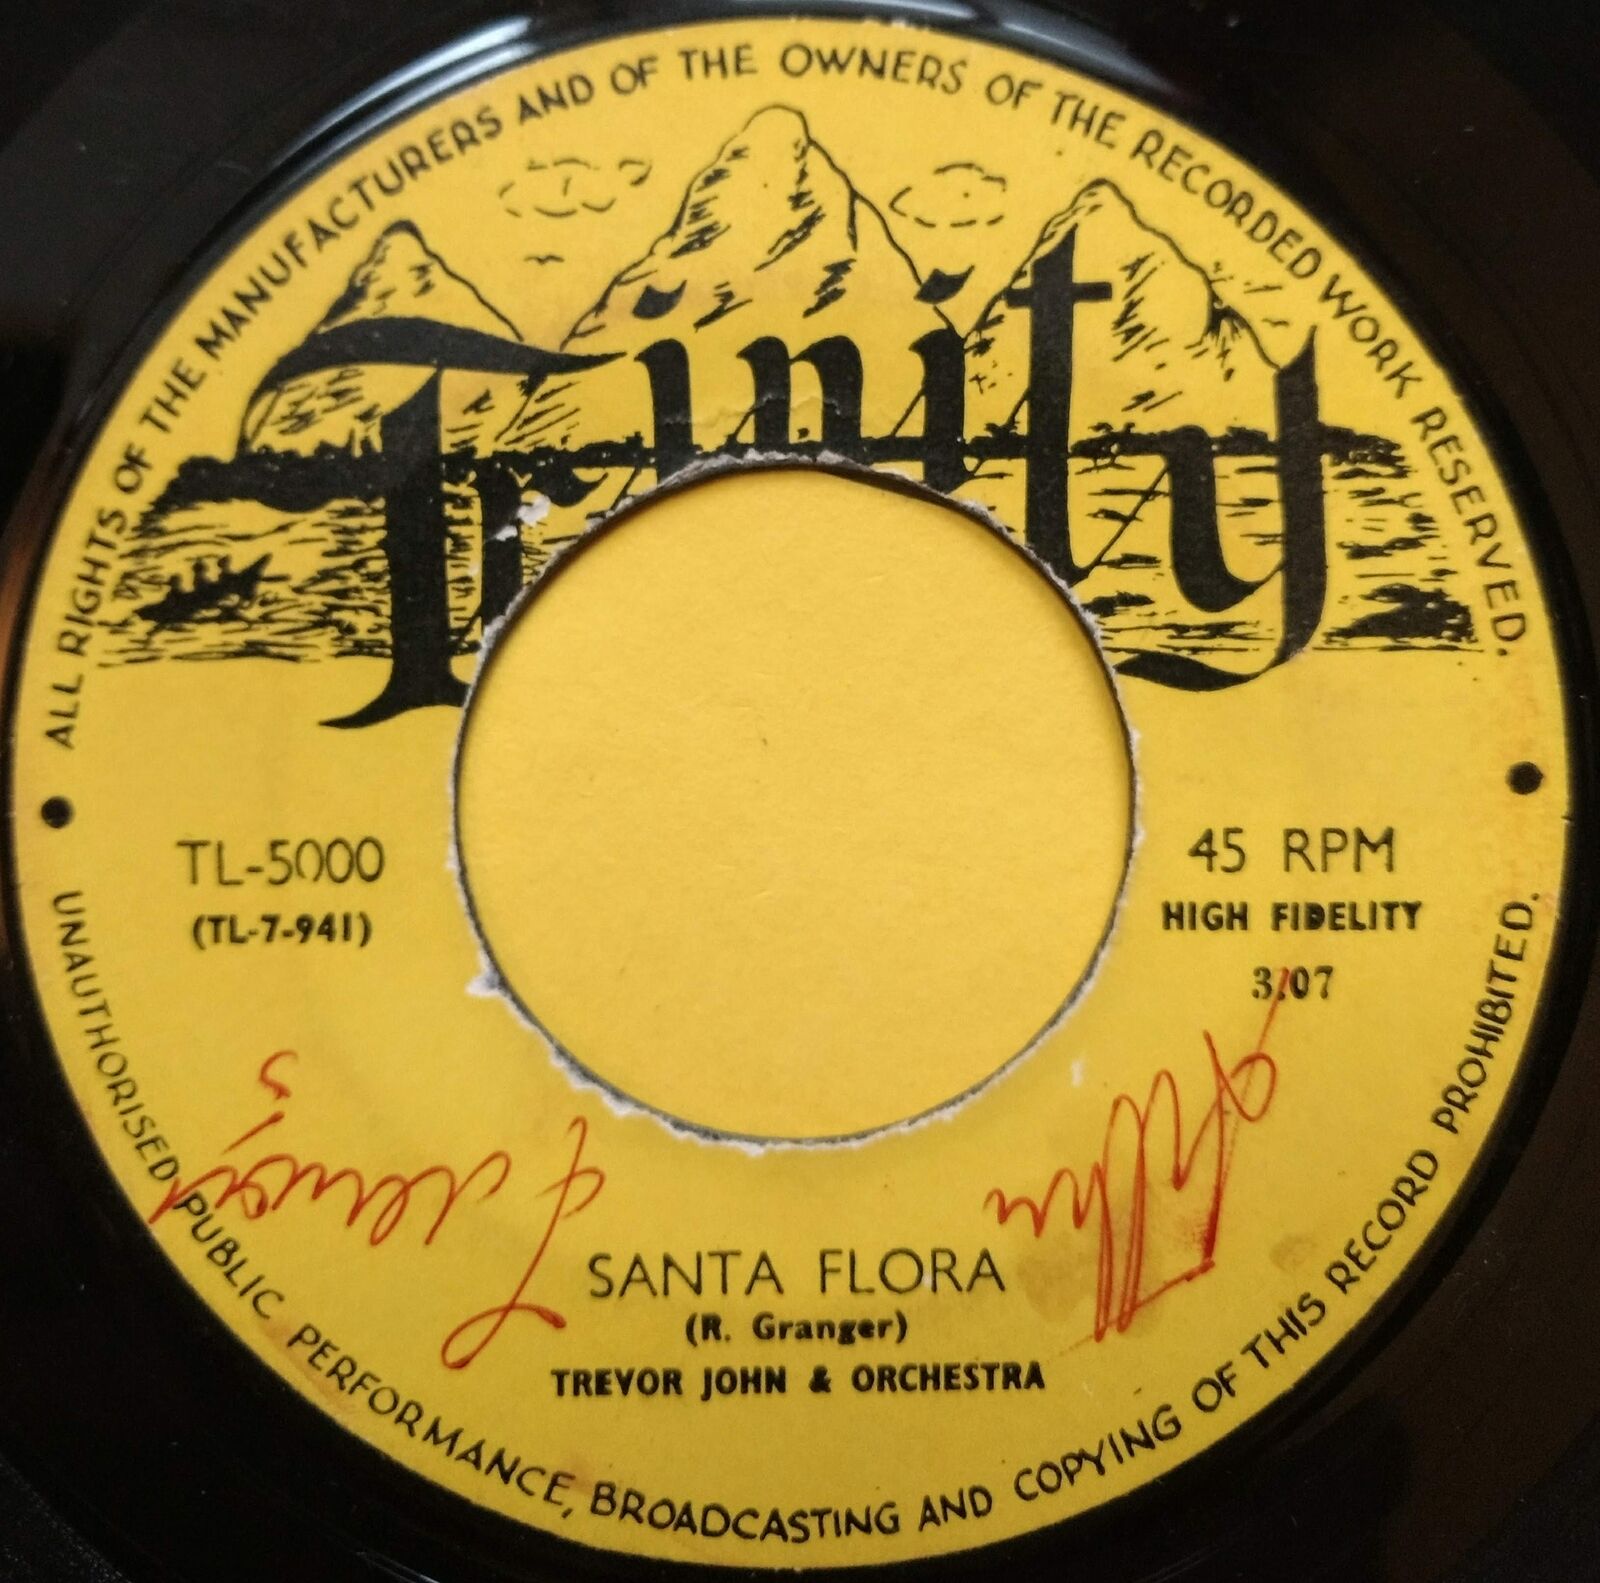 ALL RIGHTS OF THE MANUFACTURERS AND OF THE OWNERS OF THE RECORDED WORK RESERVED.
Trinity
TL-5000
(TL-7-941)
45 RPM
HIGH FIDELITY
3.07
SANTA FLORA
(R. Granger)
TREVOR JOHN & ORCHESTRA
UNAUTHORISED PUBLIC PERFORMANCE, BROADCASTING AND COPYING OF THIS RECORD PROHIBITED.